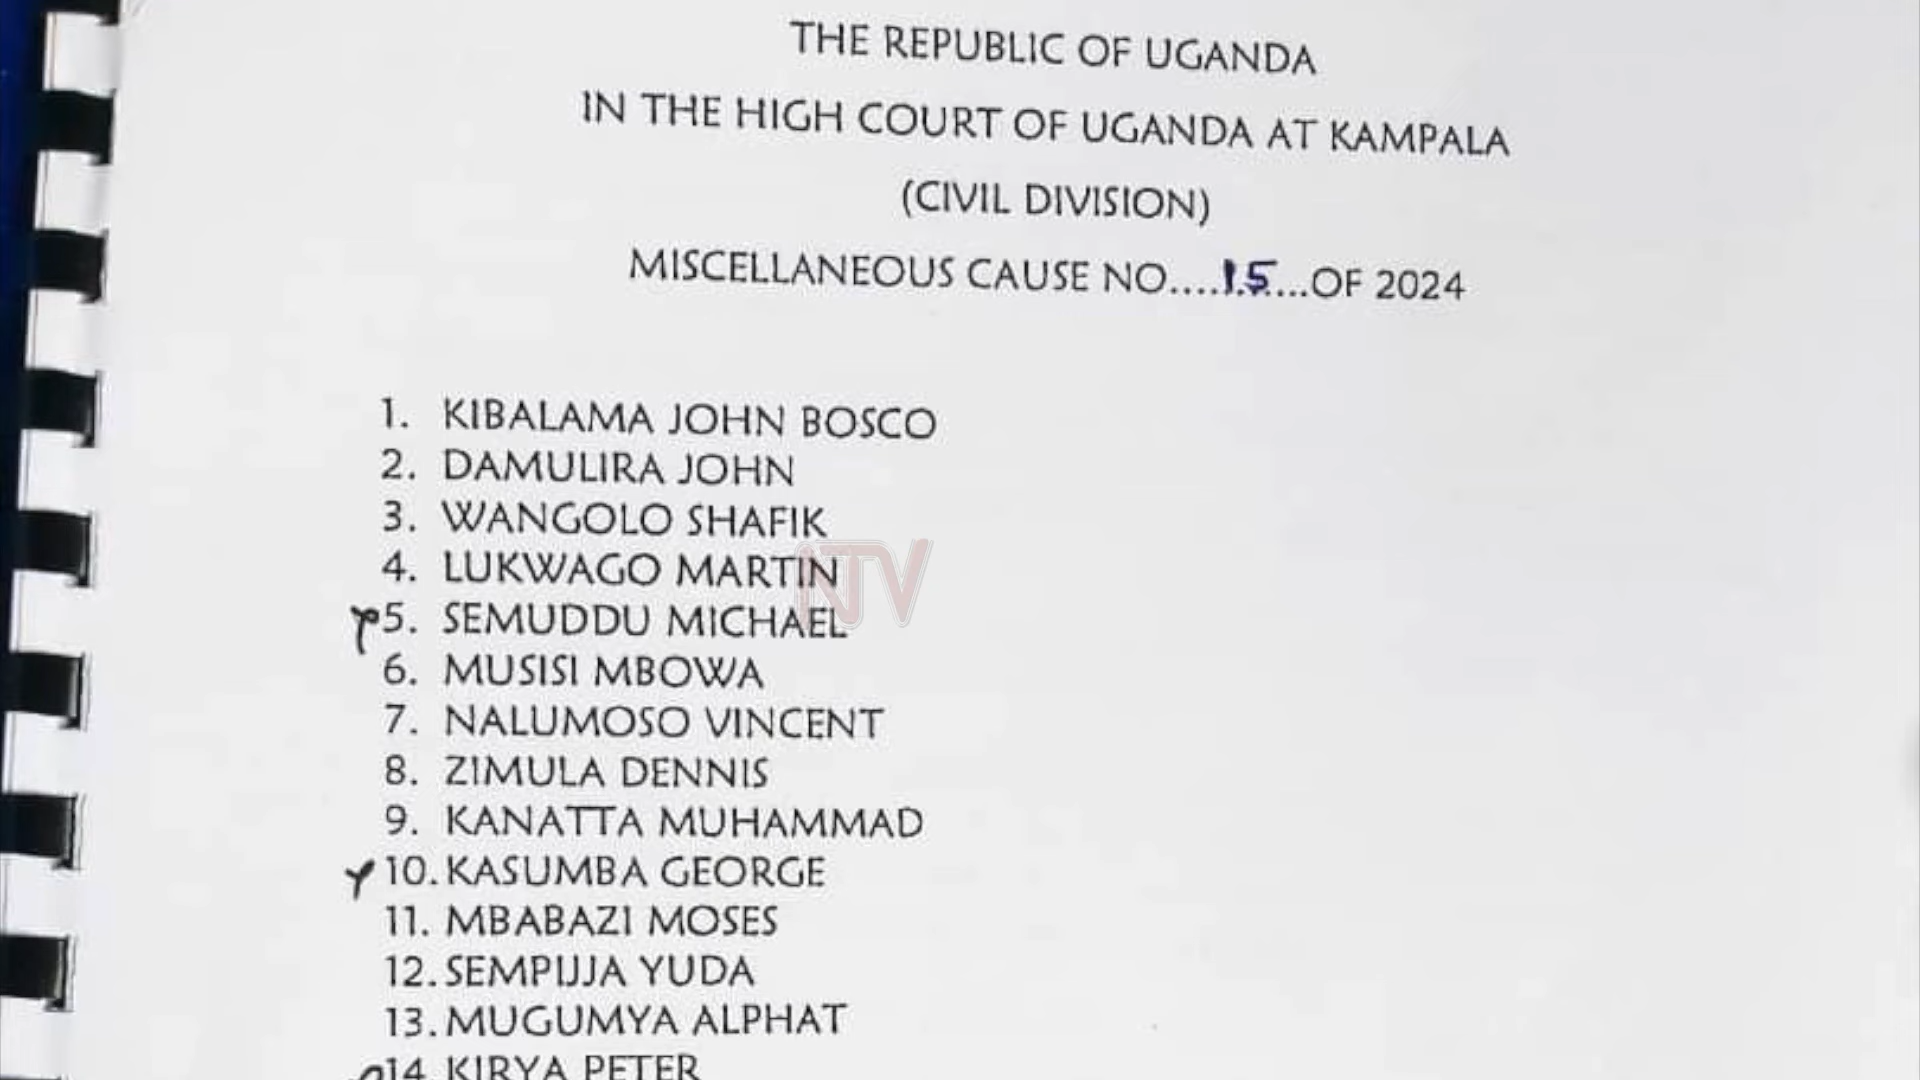 THE REPUBLIC OF UGANDA
IN THE HIGH COURT OF UGANDA AT KAMPALA
(CIVIL DIVISION)
MISCELLANEOUS CAUSE NO....15....OF 2024
1. KIBALAMA JOHN BOSCO
2. DAMULIRA JOHN
3. WANGOLO SHAFIK
4. LUKWAGO MARTIN
NTV
5. SEMUDDU MICHAEL
6. MUSISI MBOWA
7. NALUMOSO VINCENT
8. ZIMULA DENNIS
9. KANATTA MUHAMMAD
10. KASUMBA GEORGE
11. MBABAZI MOSES
12. SEMPIJJA YUDA
13. MUGUMYA ALPHAT
14 KIRYA PETER